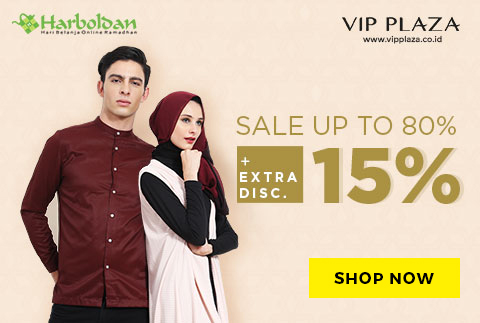 Harboldan
Hari Belanja Online Ramadhan
VIP PLAZA
www.vipplaza.co.id
SALE UP TO 80%
+
EXTRA
DISC.
15%
SHOP NOW